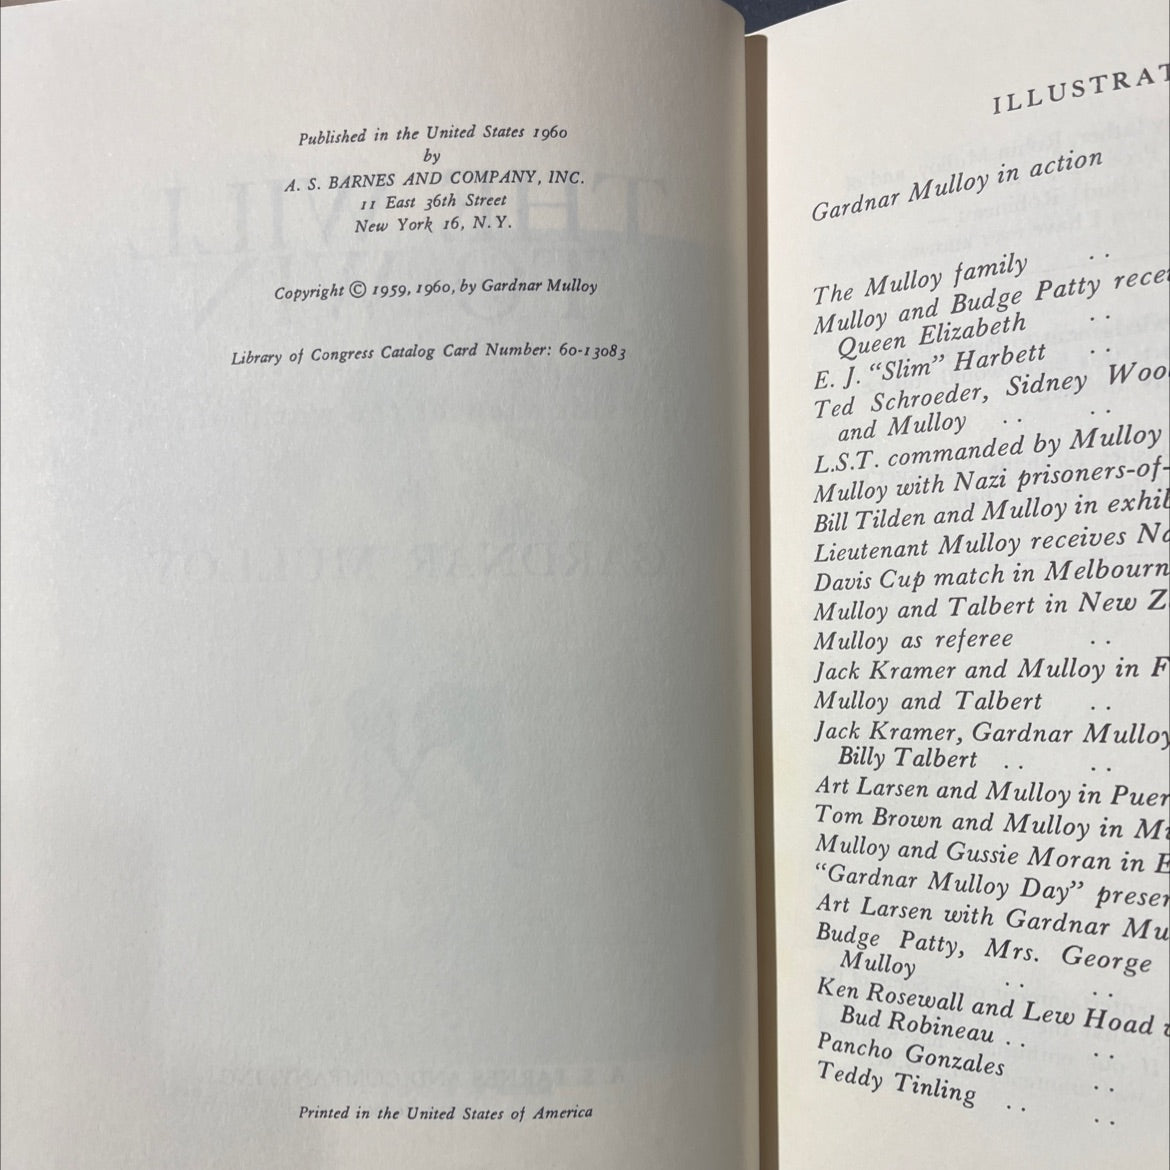 Published in the United States 1960
by
A. S. BARNES AND COMPANY, INC.
11 East 36th Street
New York 16, N.Y.
Copyright © 1959, 1960, by Gardnar Mulloy
Library of Congress Catalog Card Number: 60-13083
Printed in the United States of America
ILLUSTRAT
Gardnar Mulloy in action
The Mulloy family . .
Mulloy and Budge Patty recei
Queen Elizabeth . .
E. J. “Slim” Harbett . .
Ted Schroeder, Sidney Woo
and Mulloy . . . .
L.S.T. commanded by Mulloy
Mulloy with Nazi prisoners-of-
Bill Tilden and Mulloy in exhib
Lieutenant Mulloy receives Na
Davis Cup match in Melbourn
Mulloy and Talbert in New Z
Mulloy as referee . .
Jack Kramer and Mulloy in F
Mulloy and Talbert . .
Jack Kramer, Gardnar Mulloy
Billy Talbert . . . .
Art Larsen and Mulloy in Puer
Tom Brown and Mulloy in Mi
Mulloy and Gussie Moran in E
“Gardnar Mulloy Day” presen
Art Larsen with Gardnar Mu
Budge Patty, Mrs. George
Mulloy . . . .
Ken Rosewall and Lew Hoad
Bud Robineau . . . .
Pancho Gonzales . .
Teddy Tinling . . . .